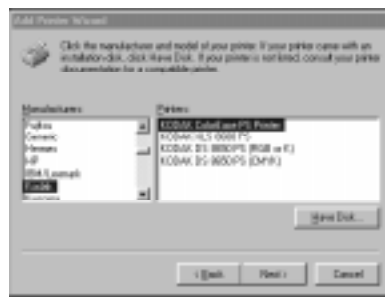 Add Printer Wizard
Click the manufacturer and model of your printer. If your printer came with an
installation disk, click Have Disk. If your printer is not listed, consult your printer
documentation for a compatible printer.
Manufacturers:
Printers:
Fujitsu
Generic
Hermes
HP
IBM/Lexmark
Kodak
Kyocera
KODAK ColorEase PS Printer
KODAK XLS 8600 PS
KODAK DS 8650 PS (RGB or K)
KODAK DS 8650 PS (CMYK)
Have Disk...
< Back
Next >
Cancel